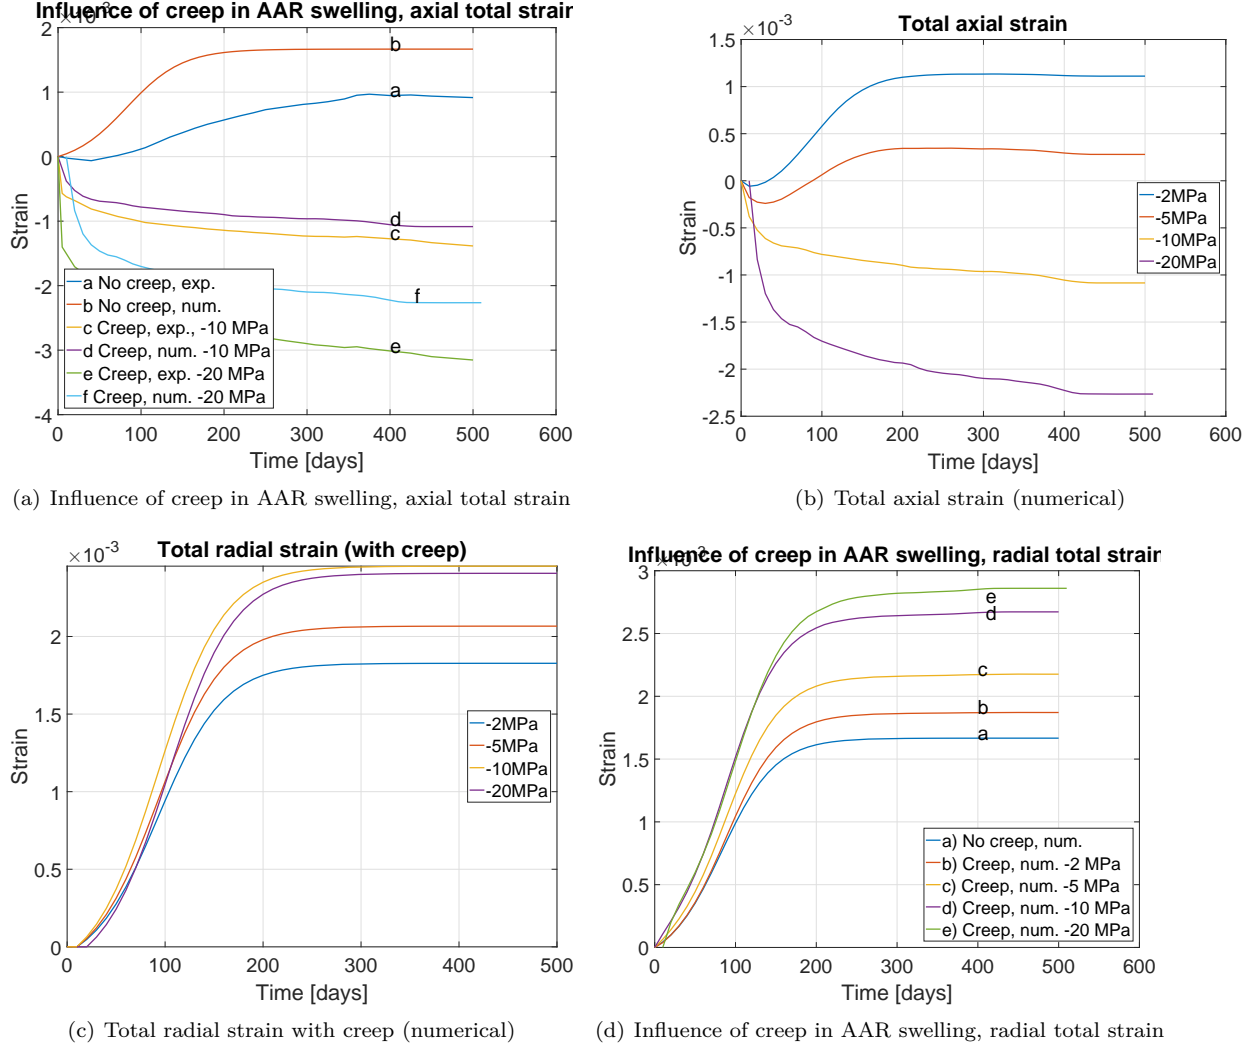 Influence of creep in AAR swelling, axial total strain
2
1
0
-1
-2
-3
-4
Strain
b
a
d
c
f
e
a No creep, exp.
b No creep, num.
c Creep, exp., -10 MPa
d Creep, num. -10 MPa
e Creep, exp. -20 MPa
f Creep, num. -20 MPa
0 100 200 300 400 500 600
Time [days]
(a) Influence of creep in AAR swelling, axial total strain
×10-3
Total axial strain
1.5
1
0.5
0
-0.5
-1
-1.5
-2
-2.5
Strain
-2MPa
-5MPa
-10MPa
-20MPa
0 100 200 300 400 500 600
Time [days]
(b) Total axial strain (numerical)
×10-3
Total radial strain (with creep)
2
1.5
1
0.5
0
Strain
-2MPa
-5MPa
-10MPa
-20MPa
0 100 200 300 400 500
Time [days]
(c) Total radial strain with creep (numerical)
Influence of creep in AAR swelling, radial total strain
3
2.5
2
1.5
1
0.5
0
Strain
e
d
c
b
a
a) No creep, num.
b) Creep, num. -2 MPa
c) Creep, num. -5 MPa
d) Creep, num. -10 MPa
e) Creep, num. -20 MPa
0 100 200 300 400 500 600
Time [days]
(d) Influence of creep in AAR swelling, radial total strain